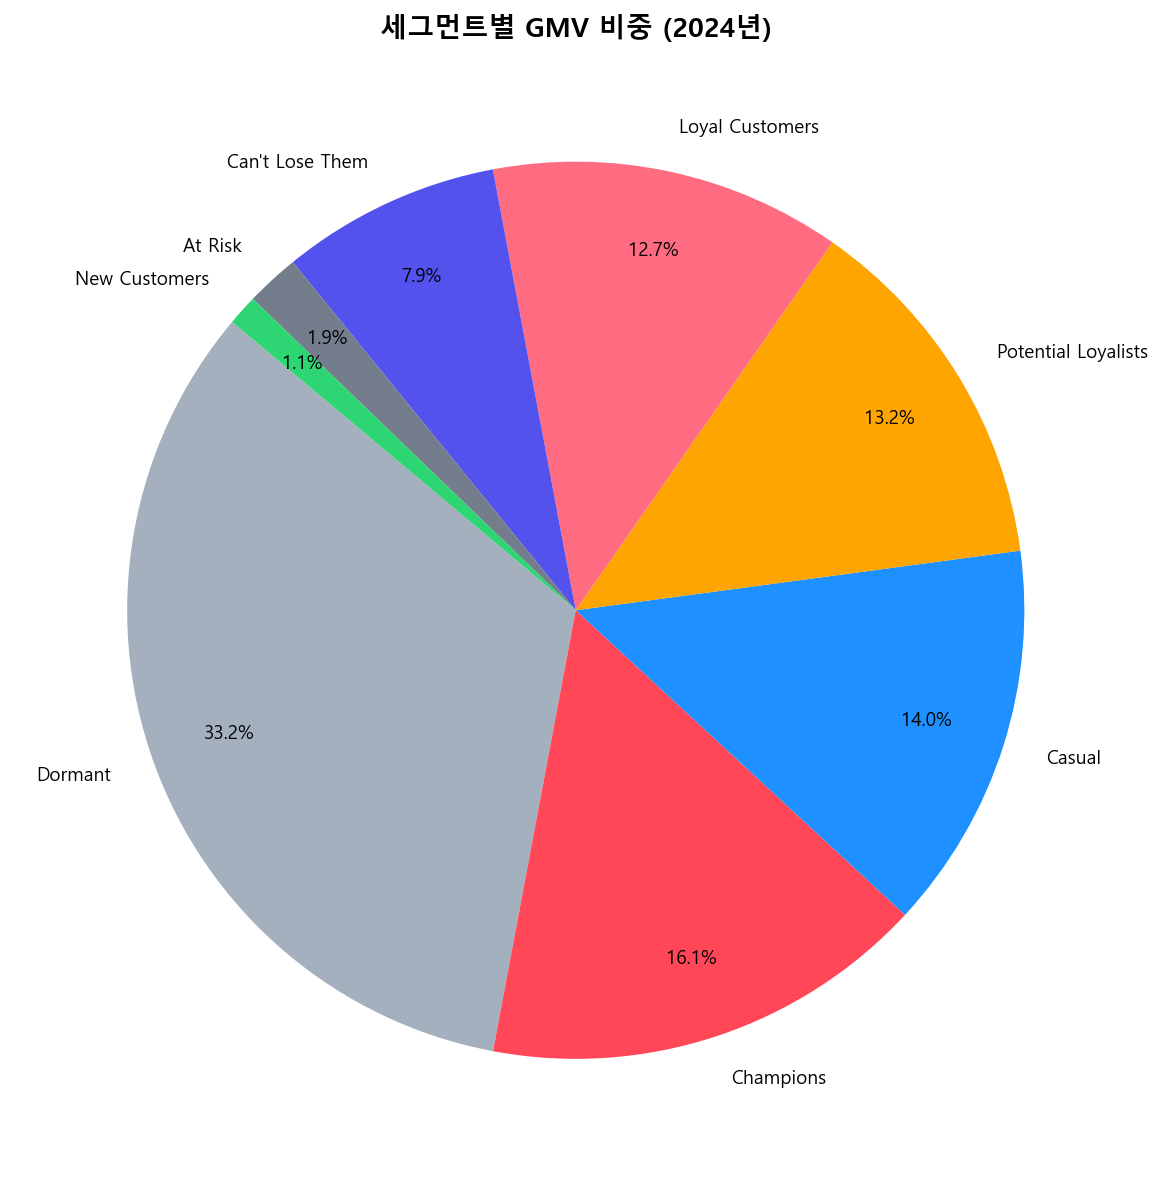 세그먼트별 GMV 비중 (2024년)
Loyal Customers
Can't Lose Them
At Risk
New Customers
Potential Loyalists
12.7%
7.9%
1.9%
1.1%
13.2%
33.2%
14.0%
Dormant
Casual
16.1%
Champions